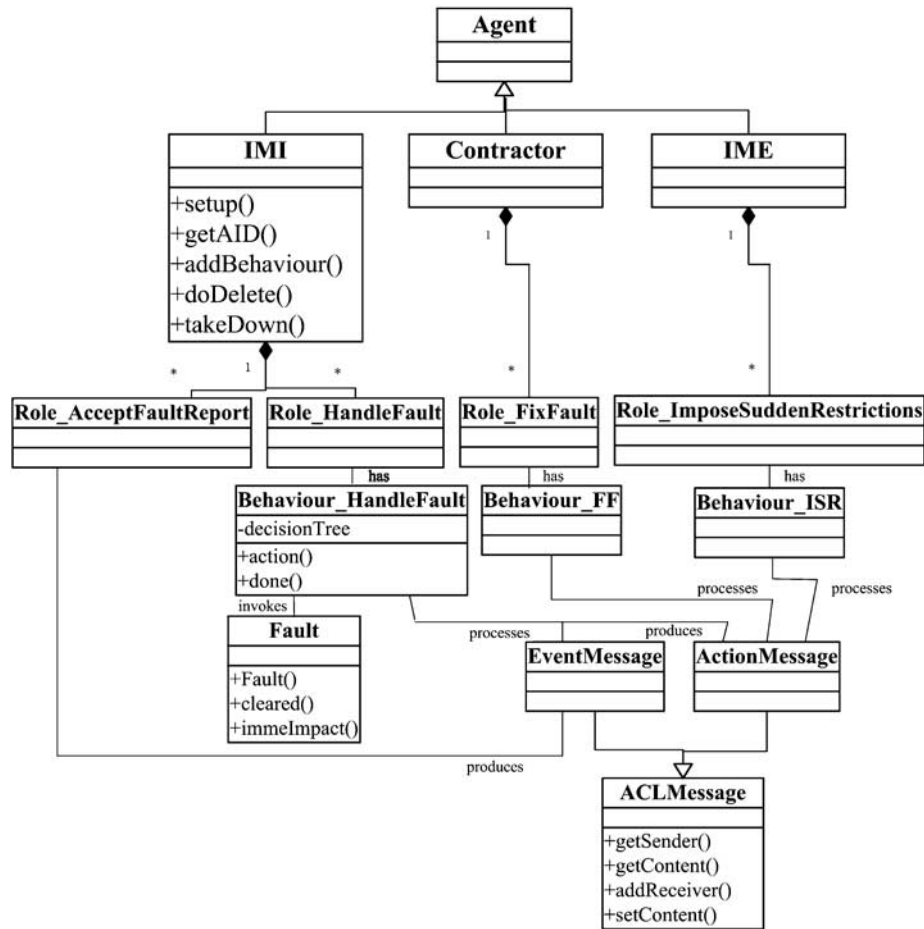 Agent
IMI
Contractor
IME
+setup()
+getAID()
+addBehaviour()
+doDelete()
+takeDown()
1
1
1
*
*
*
*
Role_AcceptFaultReport
Role_HandleFault
Role_FixFault
Role_ImposeSuddenRestrictions
has
has
has
Behaviour_HandleFault
-decisionTree
+action()
+done()
Behaviour_FF
Behaviour_ISR
invokes
processes
produces
processes
processes
Fault
+Fault()
+cleared()
+immeImpact()
EventMessage
ActionMessage
produces
ACLMessage
+getSender()
+getContent()
+addReceiver()
+setContent()